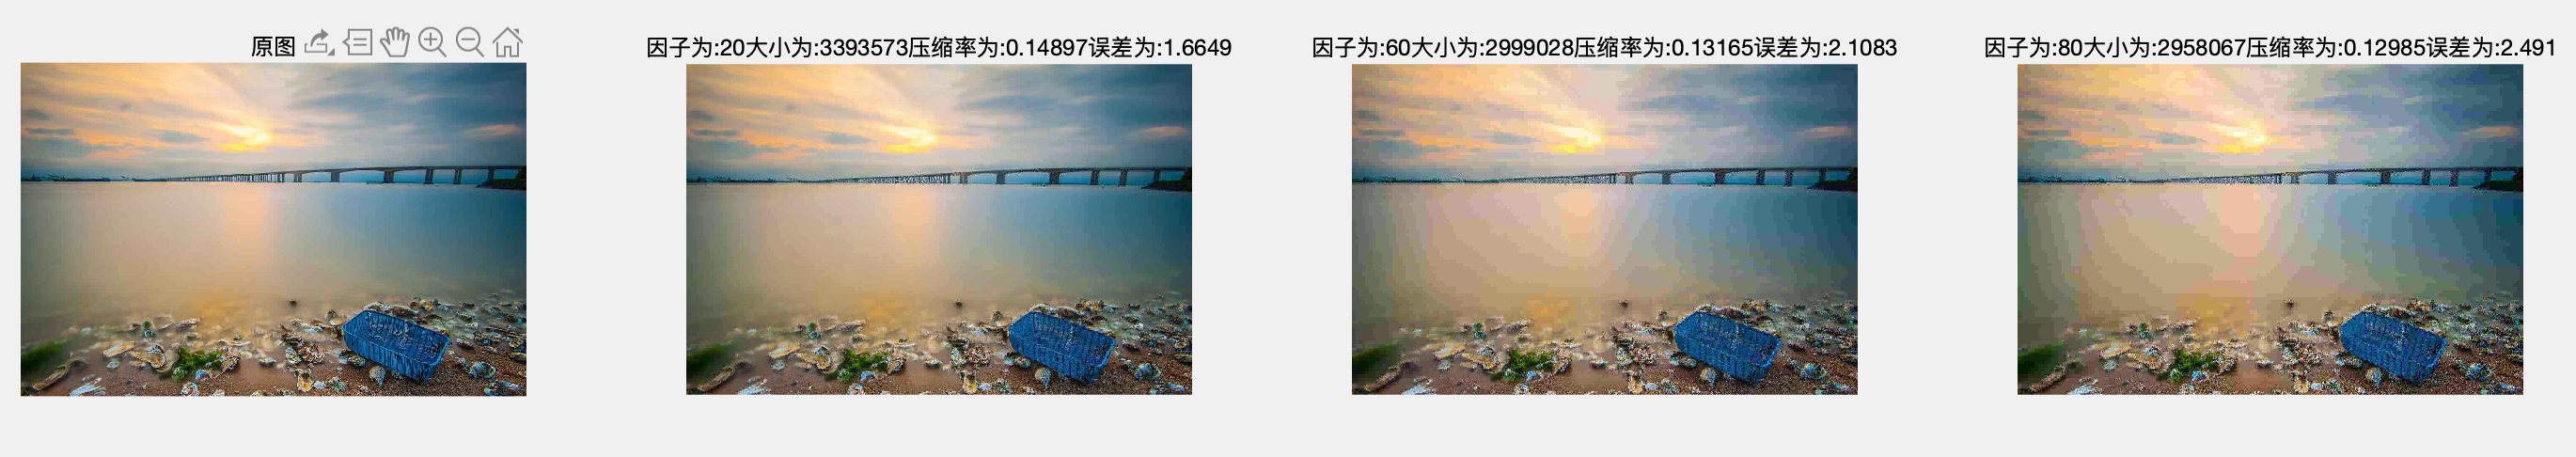 原图
因子为:20大小为:3393573压缩率为:0.14897误差为:1.6649
因子为:60大小为:2999028压缩率为:0.13165误差为:2.1083
因子为:80大小为:2958067压缩率为:0.12985误差为:2.491